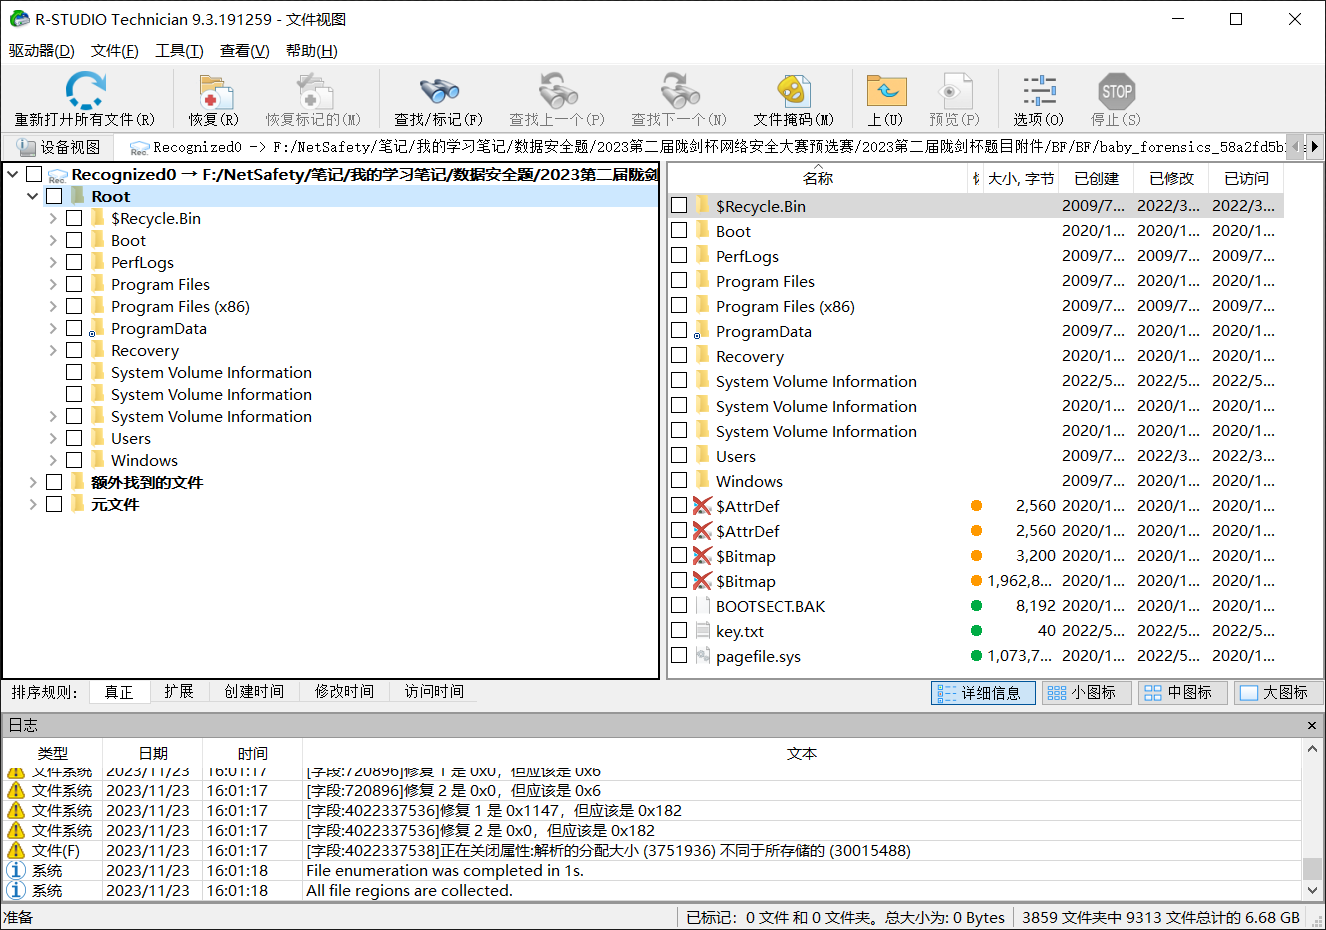 R-STUDIO Technician 9.3.191259 - 文件视图
驱动器(D) 文件(F) 工具(T) 查看(V) 帮助(H)
重新打爿所有文件(R) 恢复(R) 恢复标记的(M) 查找/标记(F) 查找上一个(P) 查找下一个(N) 文件掩码(M) 上(U) 预览(P) 选项(O) 停止(S)
STOP
设备视图 Rec. Recognized0 -> F:/NetSafety/笔记/我的学习笔记/数据安全题/2023第二届陇剑杯网络安全大赛预选赛/2023第二届陇剑杯题目附件/BF/BF/baby_forensics_58a2fd5b
Rec. Recognized0 → F:/NetSafety/笔记/我的学习笔记/数据安全题/2023第二届陇剑
Root
$Recycle.Bin
Boot
PerfLogs
Program Files
Program Files (x86)
ProgramData
Recovery
System Volume Information
System Volume Information
System Volume Information
Users
Windows
额外找到的文件
元文件
名称 大小, 字节 已创建 已修改 已访问
$Recycle.Bin 2009/7... 2022/3... 2022/3...
Boot 2020/1... 2020/1... 2020/1...
PerfLogs 2009/7... 2009/7... 2009/7...
Program Files 2009/7... 2020/1... 2020/1...
Program Files (x86) 2009/7... 2009/7... 2009/7...
ProgramData 2009/7... 2020/1... 2020/1...
Recovery 2020/1... 2020/1... 2020/1...
System Volume Information 2022/5... 2022/5... 2022/5...
System Volume Information 2020/1... 2020/1... 2020/1...
System Volume Information 2020/1... 2020/1... 2020/1...
Users 2009/7... 2022/3... 2022/3...
Windows 2009/7... 2020/1... 2020/1...
$AttrDef 2,560 2020/1... 2020/1... 2020/1...
$AttrDef 2,560 2020/1... 2020/1... 2020/1...
$Bitmap 3,200 2020/1... 2020/1... 2020/1...
$Bitmap 1,962,8... 2020/1... 2020/1... 2020/1...
BOOTSECT.BAK 8,192 2020/1... 2020/1... 2020/1...
key.txt 40 2022/5... 2022/5... 2022/5...
pagefile.sys 1,073,7... 2020/1... 2022/5... 2020/1...
排序规则: 真正 扩展 创建时间 修改时间 访问时间 详细信息 小图标 中图标 大图标
日志
类型 日期 时间 文本
文件系统 2023/11/23 16:01:17 [字段:720896]修复 1 是 0x0，但应该是 0x6
文件系统 2023/11/23 16:01:17 [字段:720896]修复 2 是 0x0，但应该是 0x6
文件系统 2023/11/23 16:01:17 [字段:4022337536]修复 1 是 0x1147，但应该是 0x182
文件系统 2023/11/23 16:01:17 [字段:4022337536]修复 2 是 0x0，但应该是 0x182
文件(F) 2023/11/23 16:01:17 [字段:4022337538]正在关闭属性:解析的分配大小 (3751936) 不同于所存储的 (30015488)
系统 2023/11/23 16:01:18 File enumeration was completed in 1s.
系统 2023/11/23 16:01:18 All file regions are collected.
准备 已标记：0 文件 和 0 文件夹。总大小为: 0 Bytes 3859 文件夹中 9313 文件总计的 6.68 GB